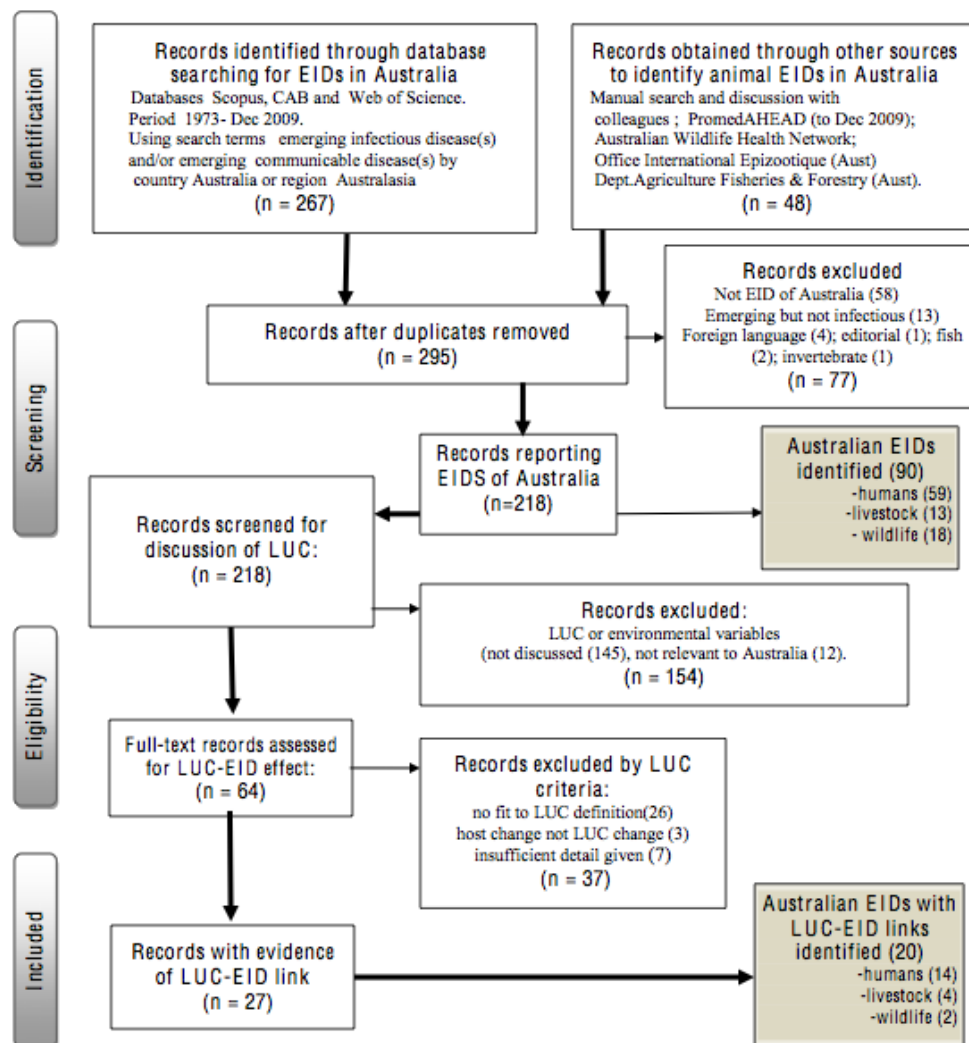 Identification
Records identified through database
searching for EIDs in Australia
Databases Scopus, CAB and Web of Science.
Period 1973- Dec 2009.
Using search terms emerging infectious disease(s)
and/or emerging communicable disease(s) by
country Australia or region Australasia
(n = 267)
Records obtained through other sources
to identify animal EIDs in Australia
Manual search and discussion with
colleagues ; PromedAHEAD (to Dec 2009);
Australian Wildlife Health Network;
Office International Epizootique (Aust)
Dept.Agriculture Fisheries & Forestry (Aust).
(n = 48)
Screening
Records after duplicates removed
(n = 295)
Records excluded
Not EID of Australia (58)
Emerging but not infectious (13)
Foreign language (4); editorial (1); fish
(2); invertebrate (1)
(n = 77)
Records reporting
EIDS of Australia
(n=218)
Australian EIDs
identified (90)
-humans (59)
-livestock (13)
- wildlife (18)
Records screened for
discussion of LUC:
(n = 218)
Eligibility
Records excluded:
LUC or environmental variables
(not discussed (145), not relevant to Australia (12).
(n = 154)
Full-text records assessed
for LUC-EID effect:
(n = 64)
Records excluded by LUC
criteria:
no fit to LUC definition(26)
host change not LUC change (3)
insufficient detail given (7)
(n = 37)
Included
Records with evidence
of LUC-EID link
(n = 27)
Australian EIDs with
LUC-EID links
identified (20)
-humans (14)
-livestock (4)
-wildlife (2)